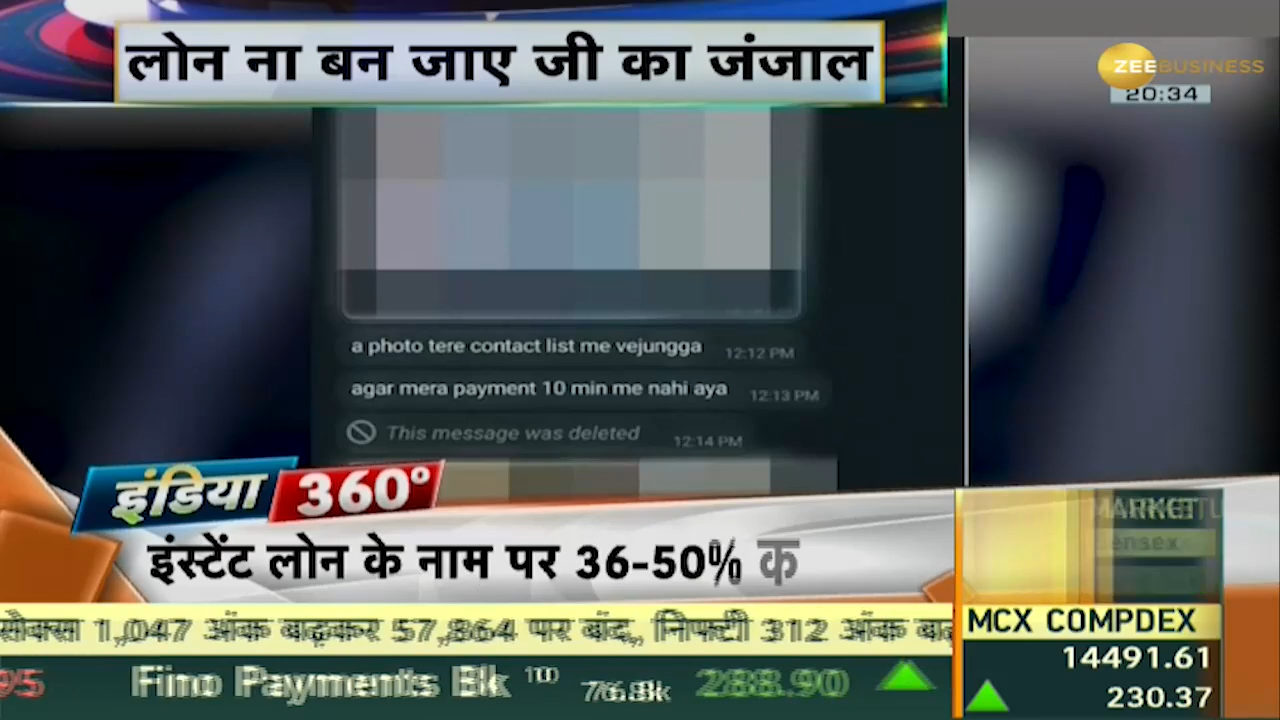 लोन ना बन जाए जी का जंजाल
ZEEBUSINESS
20:34
a photo tere contact list me vejungga
12:12 PM
agar mera payment 10 min me nahi aya
12:13 PM
This message was deleted
12:14 PM
इंडिया 360°
इंस्टेंट लोन के नाम पर 36-50% क
MARKET
1,047 अंक बढ़कर 57,864 पर बंद, निफ्टी 312 अंक
MCX COMPDEX
14491.61
230.37
95
Fino Payments Bk 288.90